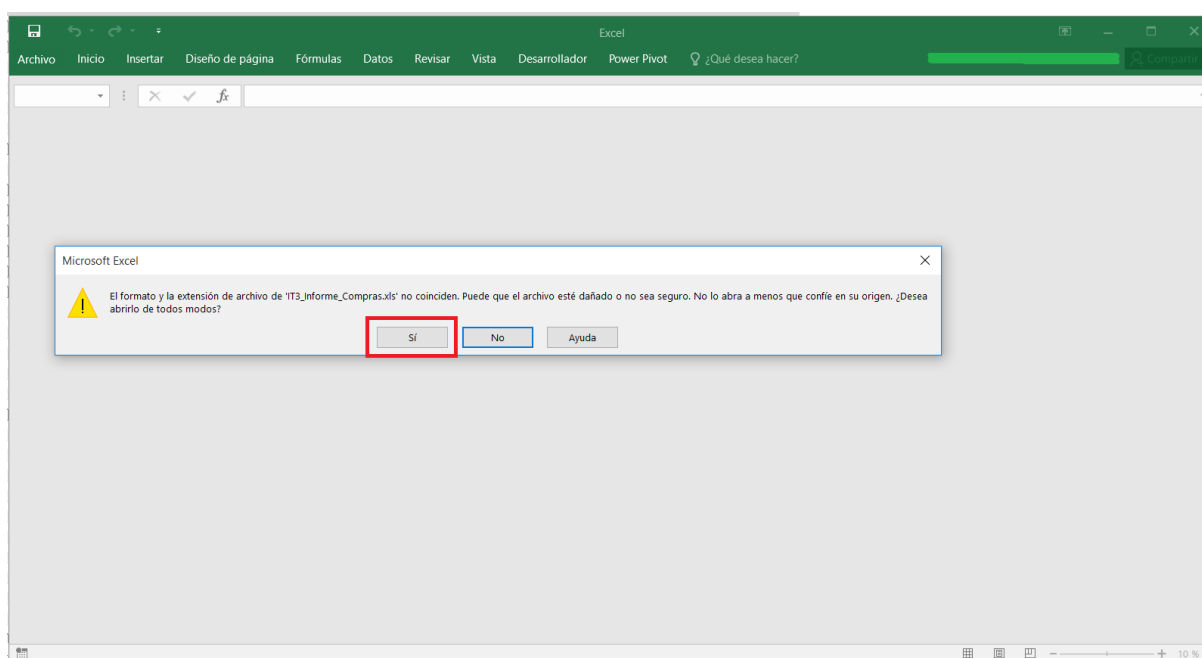 Excel
Archivo Inicio Insertar Diseño de página Fórmulas Datos Revisar Vista Desarrollador Power Pivot ¿Qué desea hacer? Compartir
fx
Microsoft Excel
El formato y la extensión de archivo de 'IT3_Informe_Compras.xls' no coinciden. Puede que el archivo esté dañado o no sea seguro. No lo abra a menos que confíe en su origen. ¿Desea
abrirlo de todos modos?
Sí No Ayuda
10 %